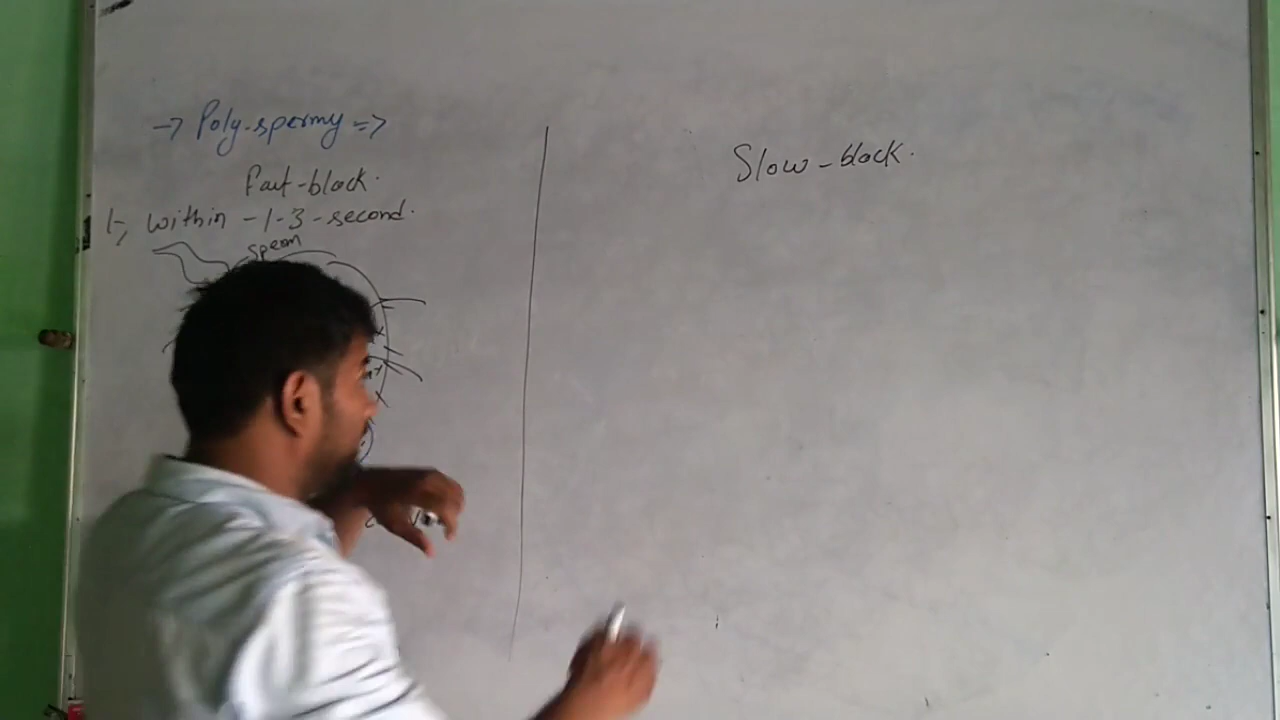 → Poly-spermy =>
Fast-block.
1-, within - 1-3 - second.
sperm
Slow-block.